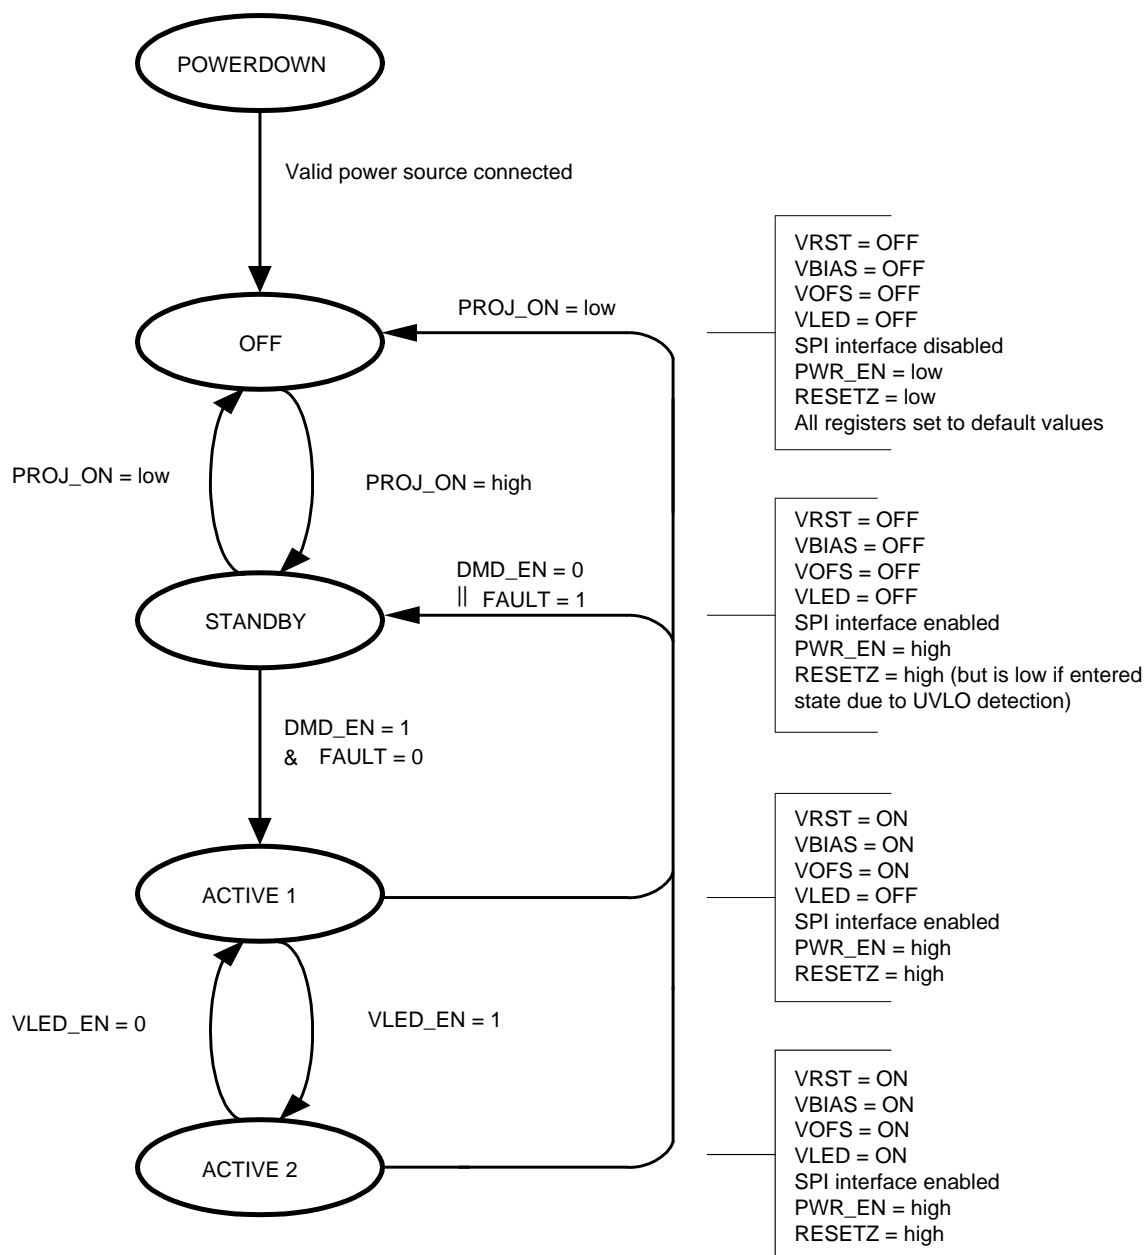 POWERDOWN
Valid power source connected
OFF
PROJ_ON = low
VRST = OFF
VBIAS = OFF
VOFS = OFF
VLED = OFF
SPI interface disabled
PWR_EN = low
RESETZ = low
All registers set to default values
PROJ_ON = low
PROJ_ON = high
STANDBY
DMD_EN = 0
|| FAULT = 1
VRST = OFF
VBIAS = OFF
VOFS = OFF
VLED = OFF
SPI interface enabled
PWR_EN = high
RESETZ = high (but is low if entered
state due to UVLO detection)
DMD_EN = 1
& FAULT = 0
ACTIVE 1
VRST = ON
VBIAS = ON
VOFS = ON
VLED = OFF
SPI interface enabled
PWR_EN = high
RESETZ = high
VLED_EN = 0
VLED_EN = 1
ACTIVE 2
VRST = ON
VBIAS = ON
VOFS = ON
VLED = ON
SPI interface enabled
PWR_EN = high
RESETZ = high